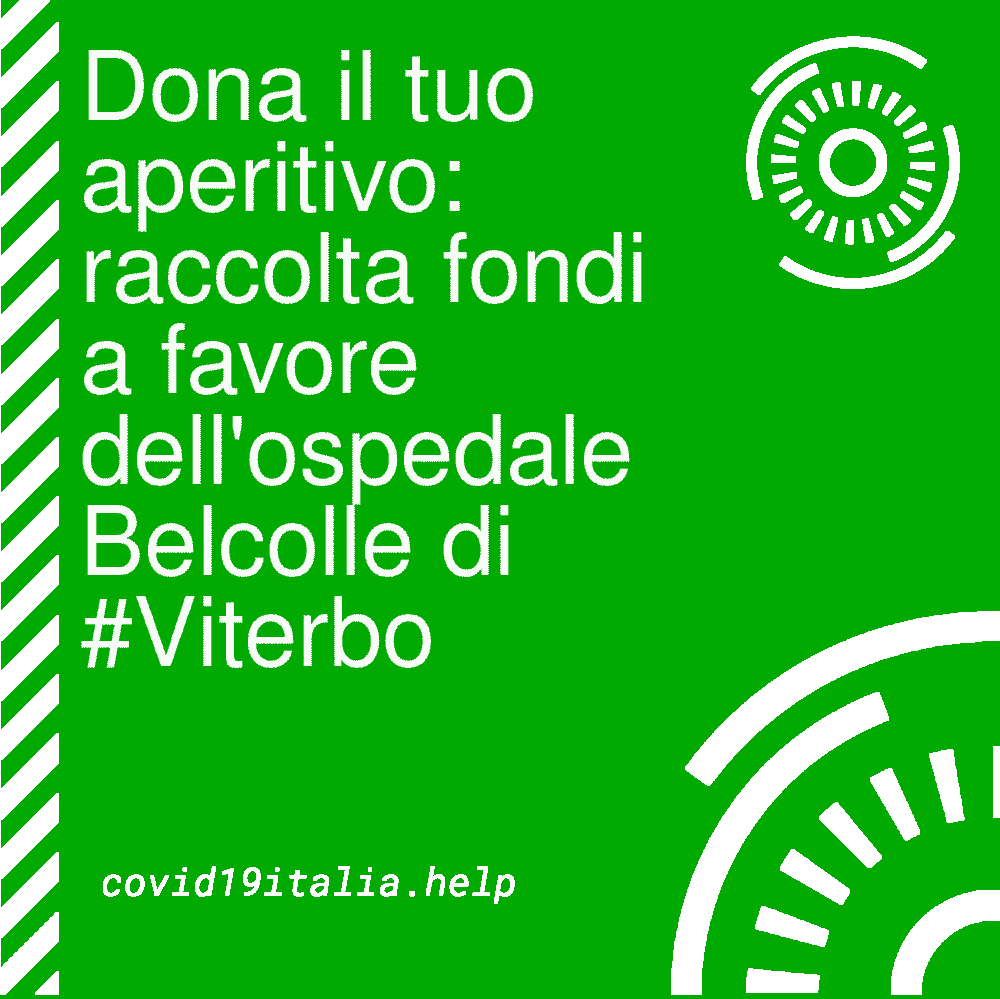 Dona il tuo
aperitivo:
raccolta fondi
a favore
dell'ospedale
Belcolle di
#Viterbo
covid19italia.help